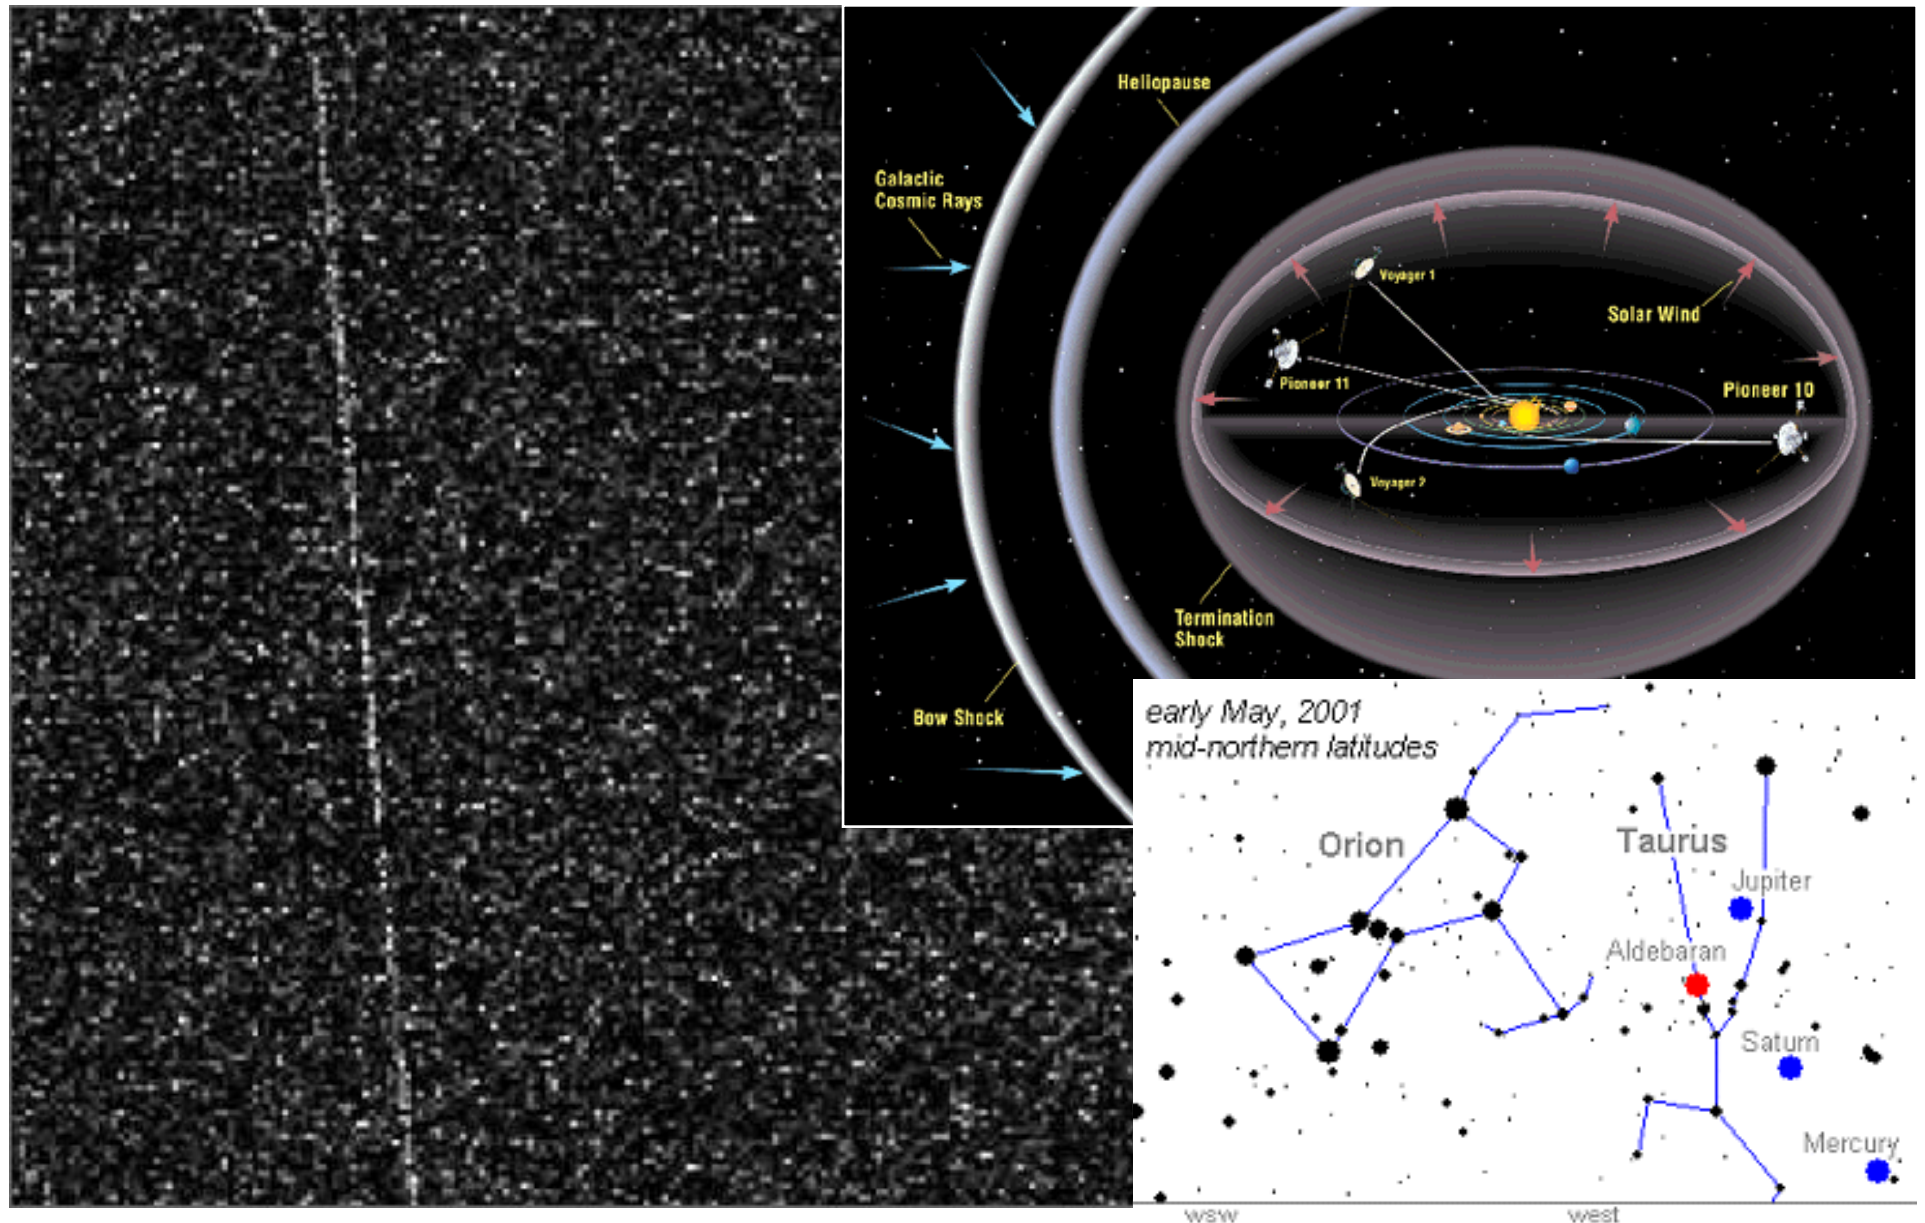 Heliopause
Galactic
Cosmic Rays
Voyager 1
Solar Wind
Pioneer 11
Pioneer 10
Voyager 2
Termination
Shock
Bow Shock
early May, 2001
mid-northern latitudes
Orion
Taurus
Jupiter
Aldebaran
Saturn
Mercury
wsw
west